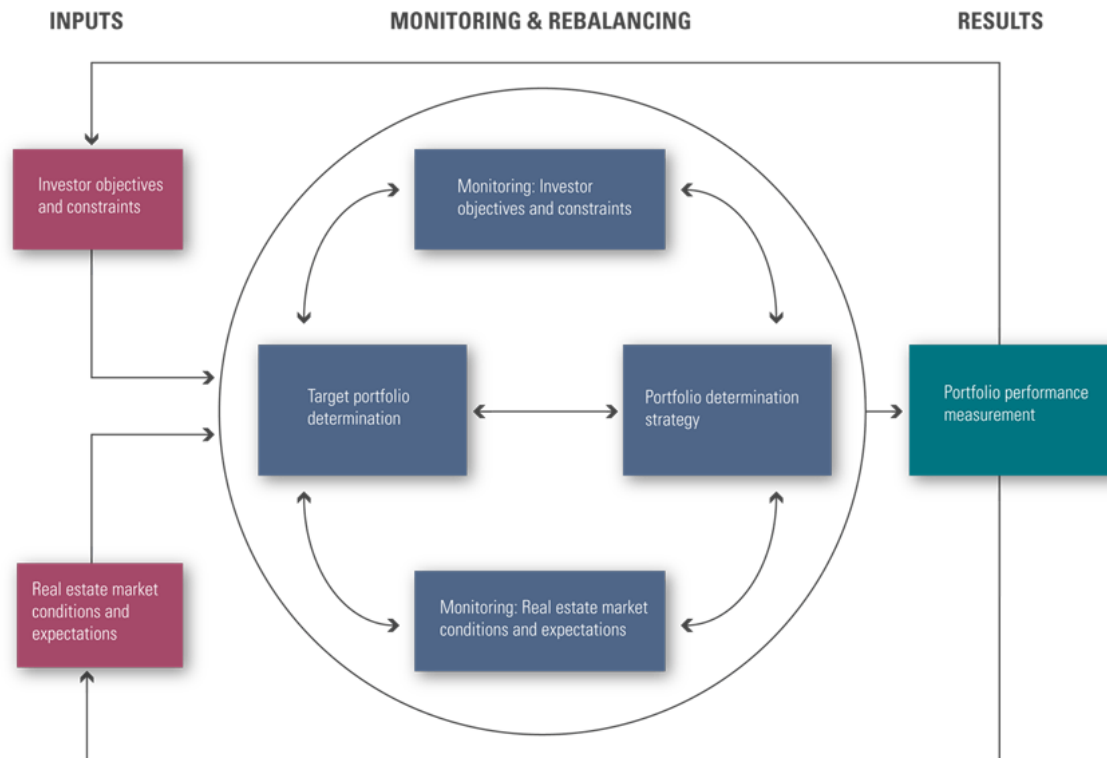 INPUTS
MONITORING & REBALANCING
RESULTS
Investor objectives
and constraints
Monitoring: Investor
objectives and constraints
Target portfolio
determination
Portfolio determination
strategy
Portfolio performance
measurement
Real estate market
conditions and
expectations
Monitoring: Real estate market
conditions and expectations